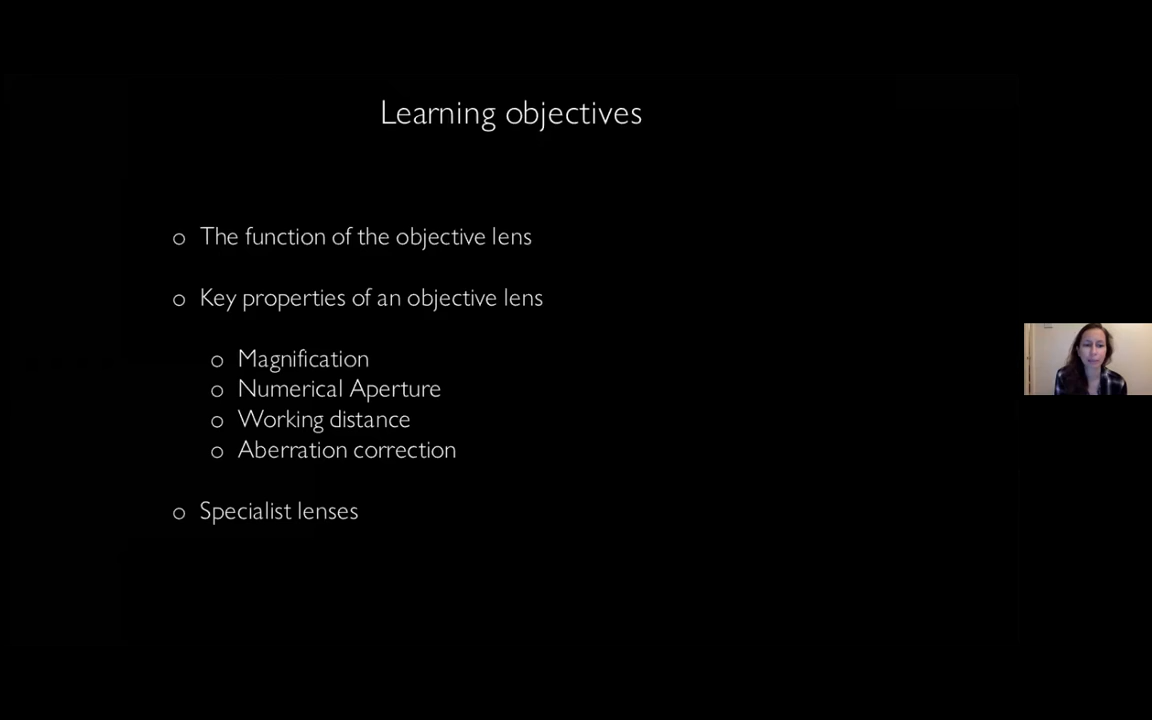 Learning objectives
o The function of the objective lens
o Key properties of an objective lens
o Magnification
o Numerical Aperture
o Working distance
o Aberration correction
o Specialist lenses